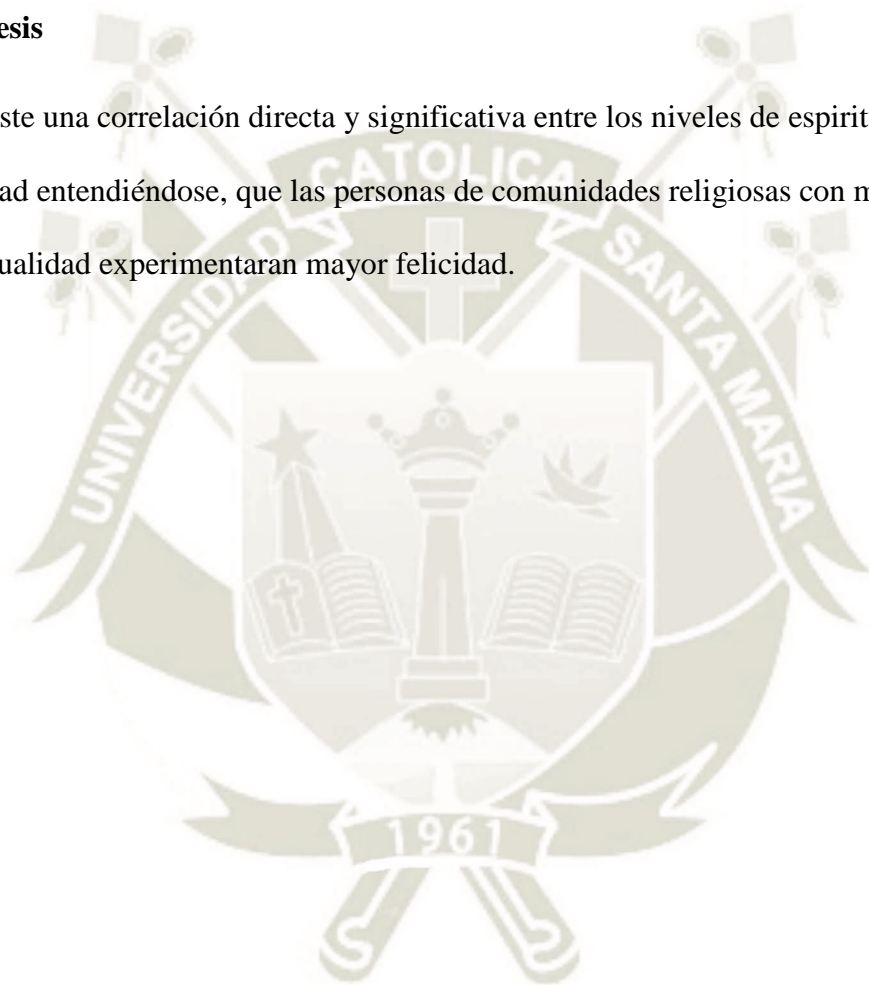 esis
ste una correlación directa y significativa entre los niveles de espirit
ad entendiéndose, que las personas de comunidades religiosas con m
ualidad experimentaran mayor felicidad.
UNIVERSIDAD CATOLICA SANTA MARIA
1961